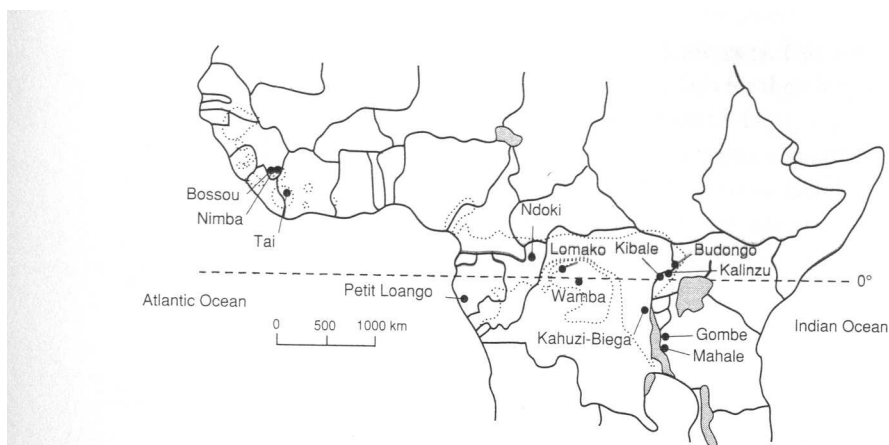 Bossou
Nimba
Tai
Ndoki
Lomako
Kibale
Budongo
Kalinzu
0°
Petit Loango
Wamba
Atlantic Ocean
0 500 1000 km
Kahuzi-Biega
Gombe
Mahale
Indian Ocean